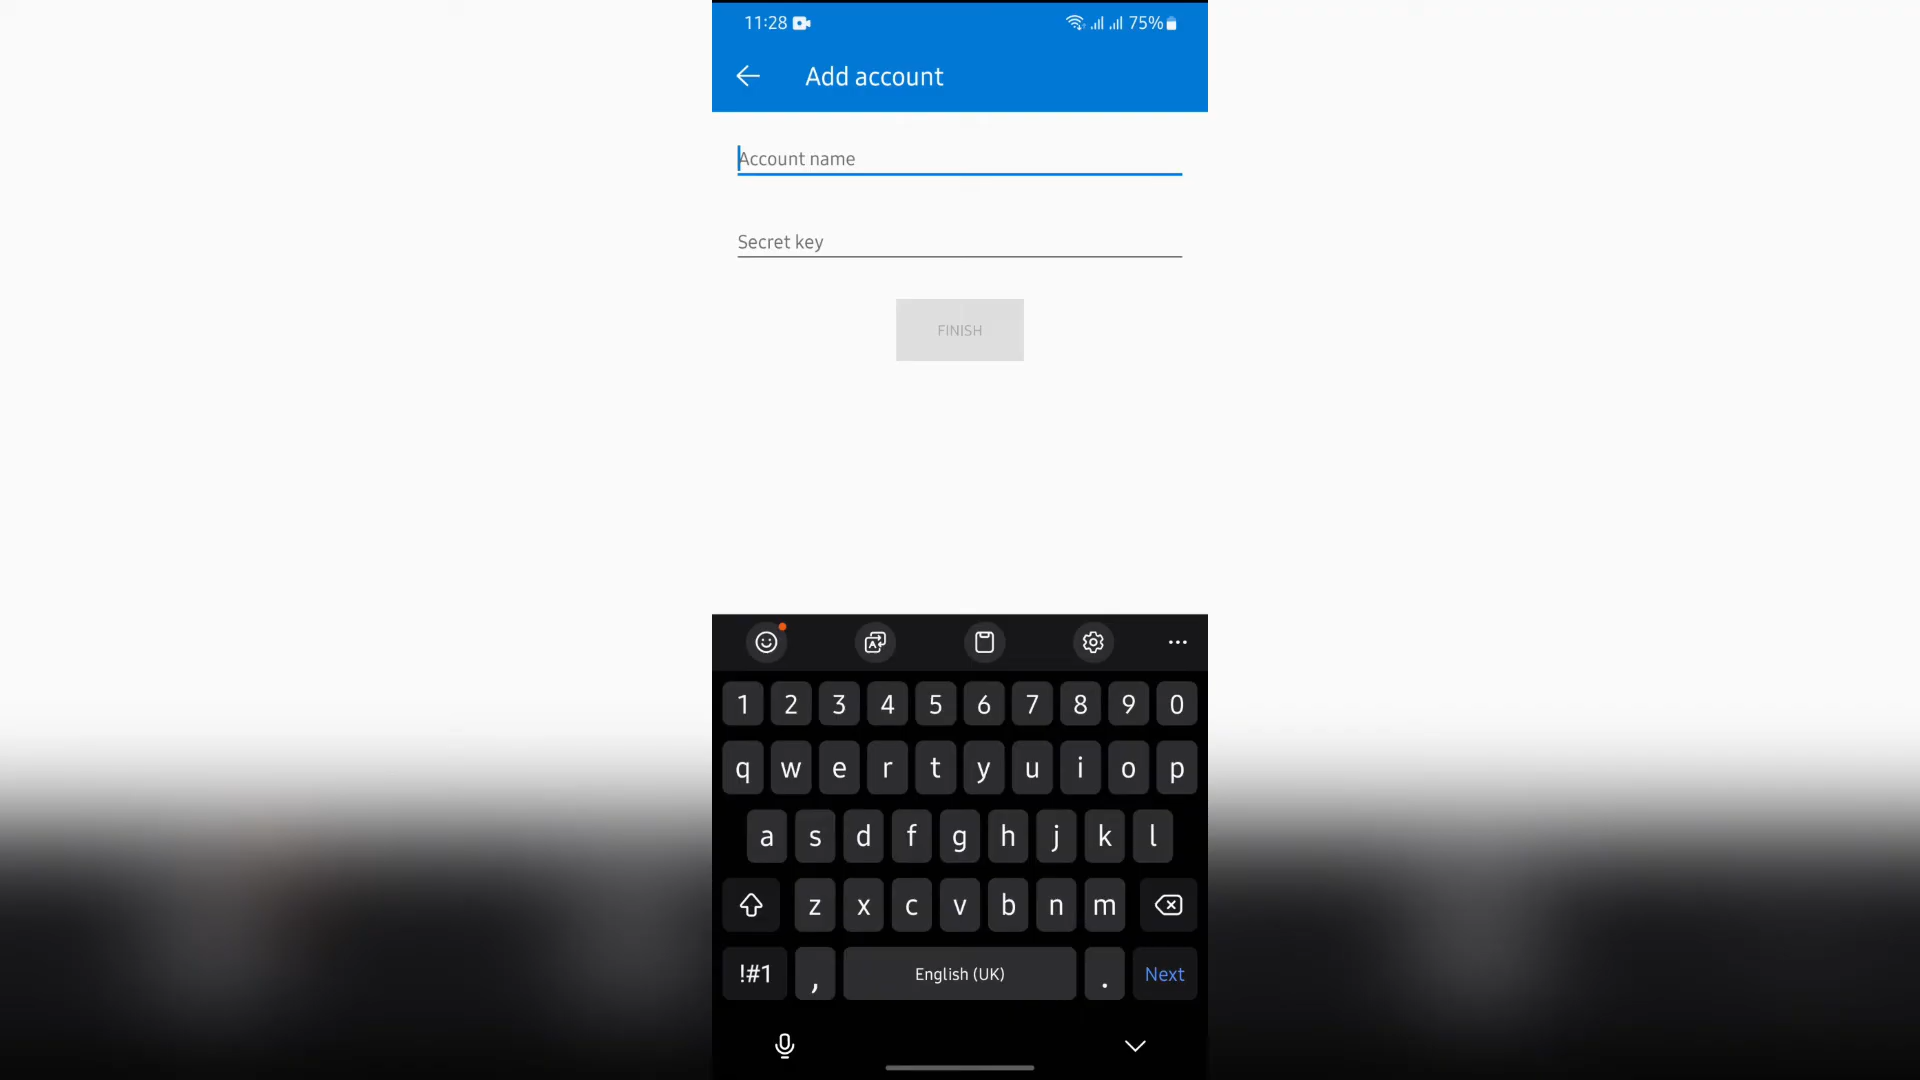 11:28 75%
Add account
Account name
Secret key
FINISH
1 2 3 4 5 6 7 8 9 0
q w e r t y u i o p
a s d f g h j k l
z x c v b n m
!#1 , English (UK) . Next